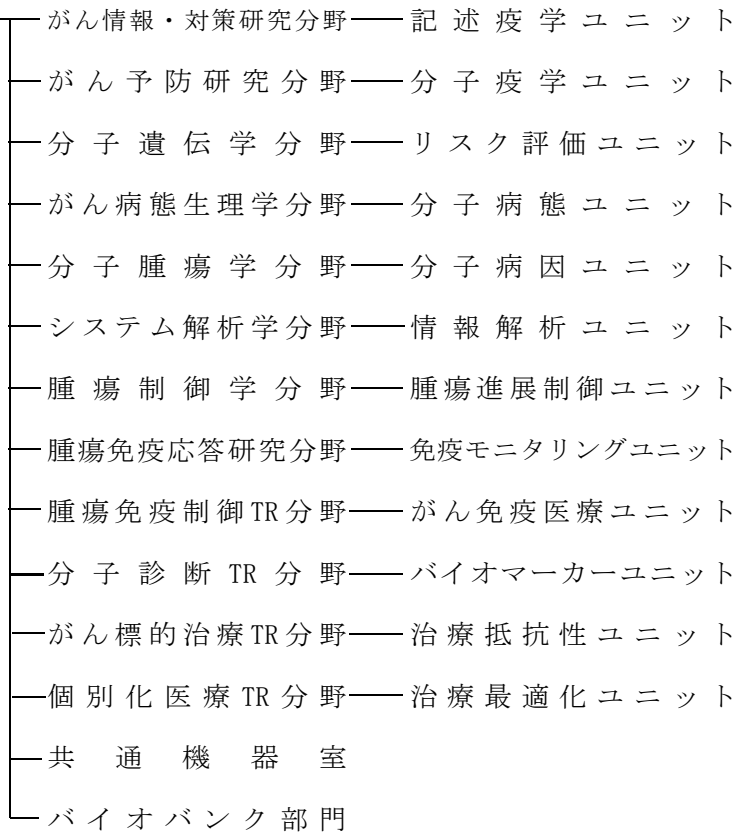 がん情報・対策研究分野 記述疫学ユニット
がん予防研究分野 分子疫学ユニット
分子遺伝学分野 リスク評価ユニット
がん病態生理学分野 分子病態ユニット
分子腫瘍学分野 分子病因ユニット
システム解析学分野 情報解析ユニット
腫瘍制御学分野 腫瘍進展制御ユニット
腫瘍免疫応答研究分野 免疫モニタリングユニット
腫瘍免疫制御TR分野 がん免疫医療ユニット
分子診断TR分野 バイオマーカーユニット
がん標的治療TR分野 治療抵抗性ユニット
個別化医療TR分野 治療最適化ユニット
共通機器室
バイオバンク部門